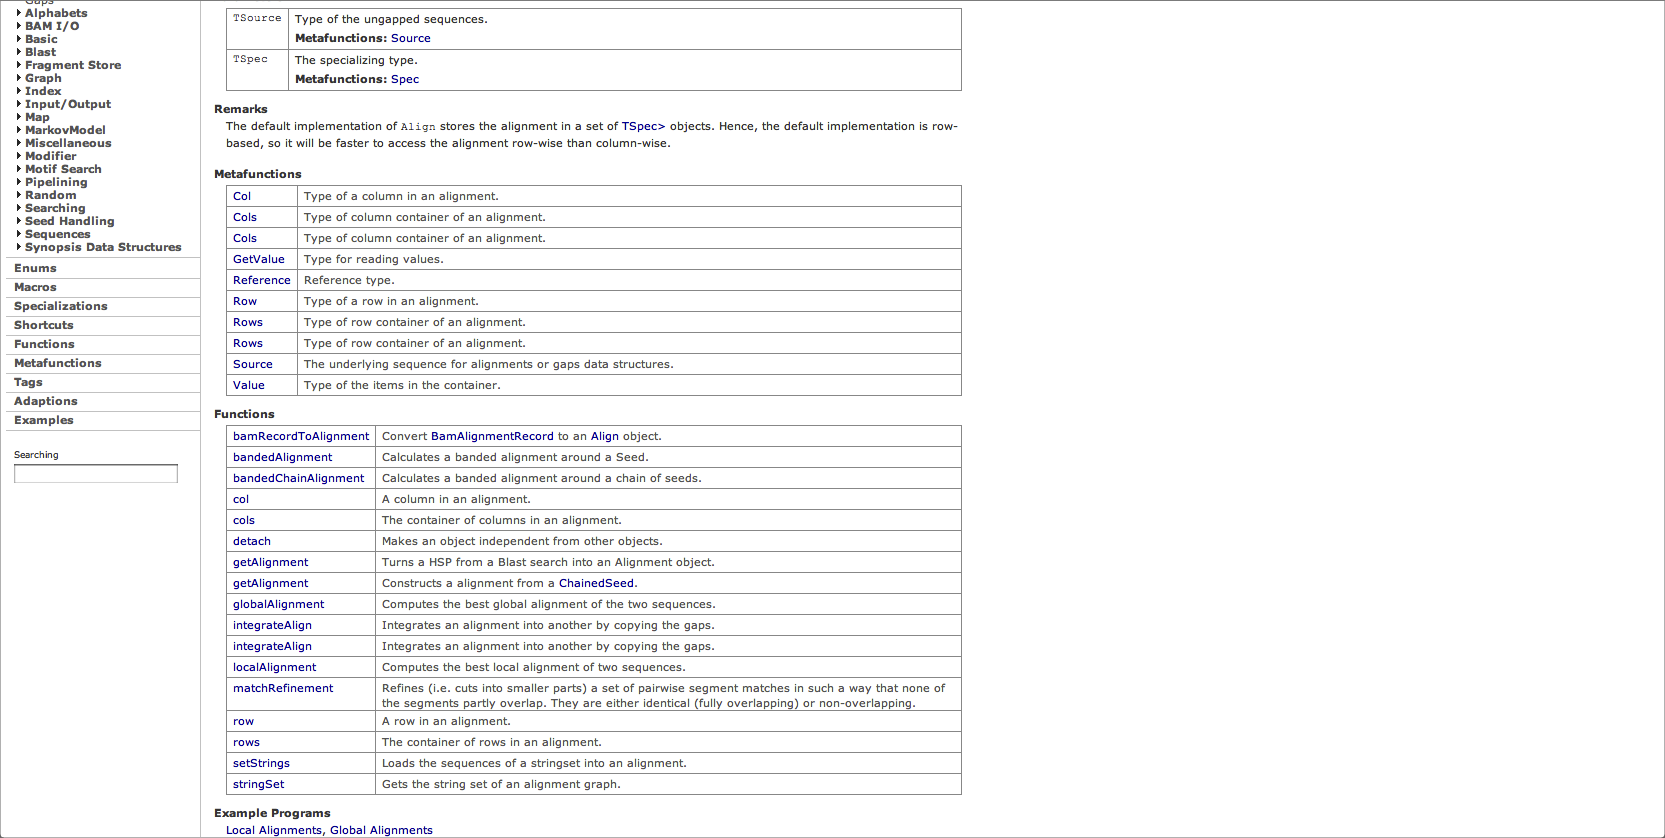 Gaps
Alphabets
BAM I/O
Basic
Blast
Fragment Store
Graph
Index
Input/Output
Map
MarkovModel
Miscellaneous
Modifier
Motif Search
Pipelining
Random
Searching
Seed Handling
Sequences
Synopsis Data Structures
Enums
Macros
Specializations
Shortcuts
Functions
Metafunctions
Tags
Adaptions
Examples
Searching
TSource Type of the ungapped sequences.
Metafunctions: Source
TSpec The specializing type.
Metafunctions: Spec
Remarks
The default implementation of Align stores the alignment in a set of TSpec> objects. Hence, the default implementation is row-
based, so it will be faster to access the alignment row-wise than column-wise.
Metafunctions
Col Type of a column in an alignment.
Cols Type of column container of an alignment.
Cols Type of column container of an alignment.
GetValue Type for reading values.
Reference Reference type.
Row Type of a row in an alignment.
Rows Type of row container of an alignment.
Rows Type of row container of an alignment.
Source The underlying sequence for alignments or gaps data structures.
Value Type of the items in the container.
Functions
bamRecordToAlignment Convert BamAlignmentRecord to an Align object.
bandedAlignment Calculates a banded alignment around a Seed.
bandedChainAlignment Calculates a banded alignment around a chain of seeds.
col A column in an alignment.
cols The container of columns in an alignment.
detach Makes an object independent from other objects.
getAlignment Turns a HSP from a Blast search into an Alignment object.
getAlignment Constructs a alignment from a ChainedSeed.
globalAlignment Computes the best global alignment of the two sequences.
integrateAlign Integrates an alignment into another by copying the gaps.
integrateAlign Integrates an alignment into another by copying the gaps.
localAlignment Computes the best local alignment of two sequences.
matchRefinement Refines (i.e. cuts into smaller parts) a set of pairwise segment matches in such a way that none of
the segments partly overlap. They are either identical (fully overlapping) or non-overlapping.
row A row in an alignment.
rows The container of rows in an alignment.
setStrings Loads the sequences of a stringset into an alignment.
stringSet Gets the string set of an alignment graph.
Example Programs
Local Alignments, Global Alignments